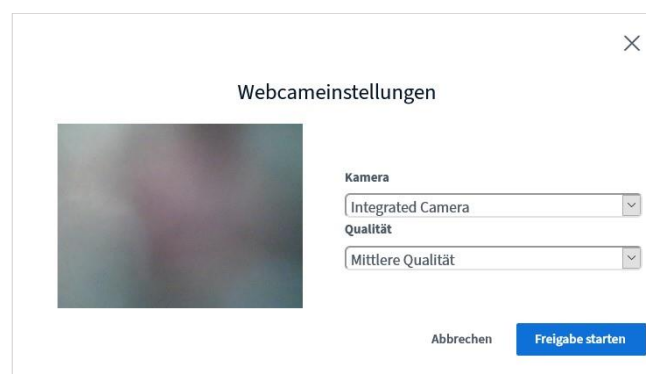 Webcameinstellungen
Kamera
Integrated Camera
Qualität
Mittlere Qualität
Abbrechen
Freigabe starten